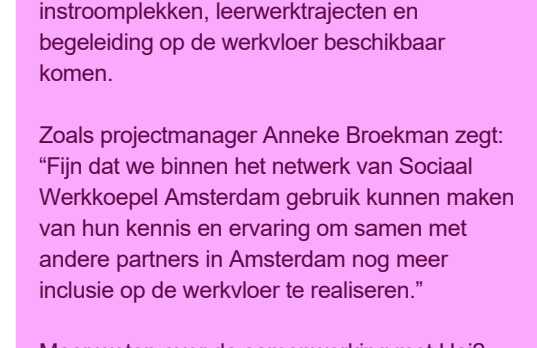 instroomplekken, leerwerktrajecten en
begeleiding op de werkvloer beschikbaar
komen.
Zoals projectmanager Anneke Broekman zegt:
“Fijn dat we binnen het netwerk van Sociaal
Werkkoepel Amsterdam gebruik kunnen maken
van hun kennis en ervaring om samen met
andere partners in Amsterdam nog meer
inclusie op de werkvloer te realiseren.”